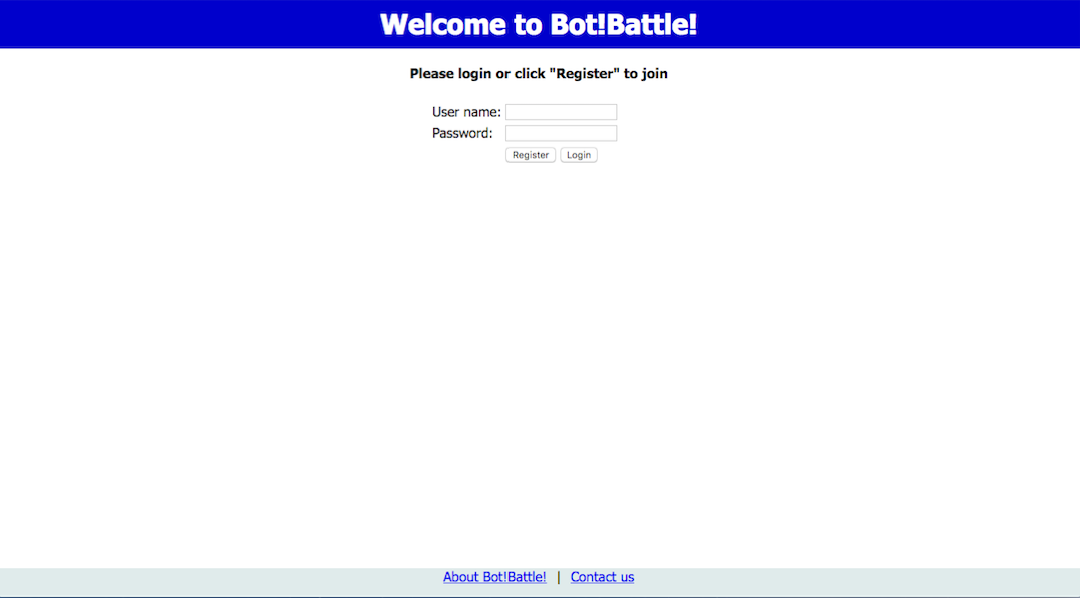 Welcome to Bot!Battle!
Please login or click "Register" to join
User name:
Password:
Register Login
About Bot!Battle! | Contact us